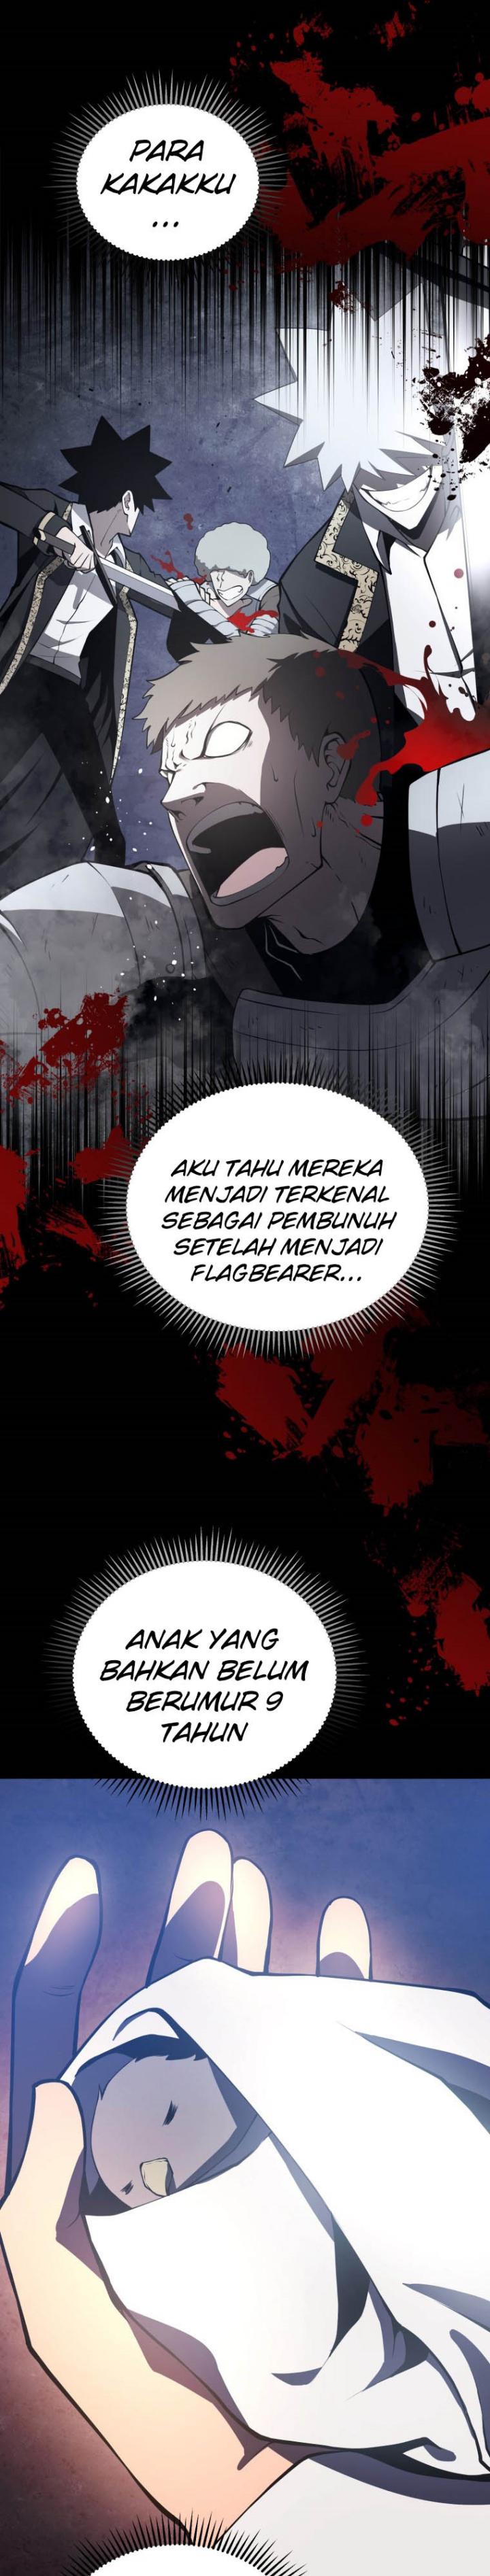 PARA
KAKAKKU
...
AKU TAHU MEREKA
MENJADI TERKENAL
SEBAGAI PEMBUNUH
SETELAH MENJADI
FLAGBEARER...
ANAK YANG
BAHKAN BELUM
BERUMUR 9
TAHUN